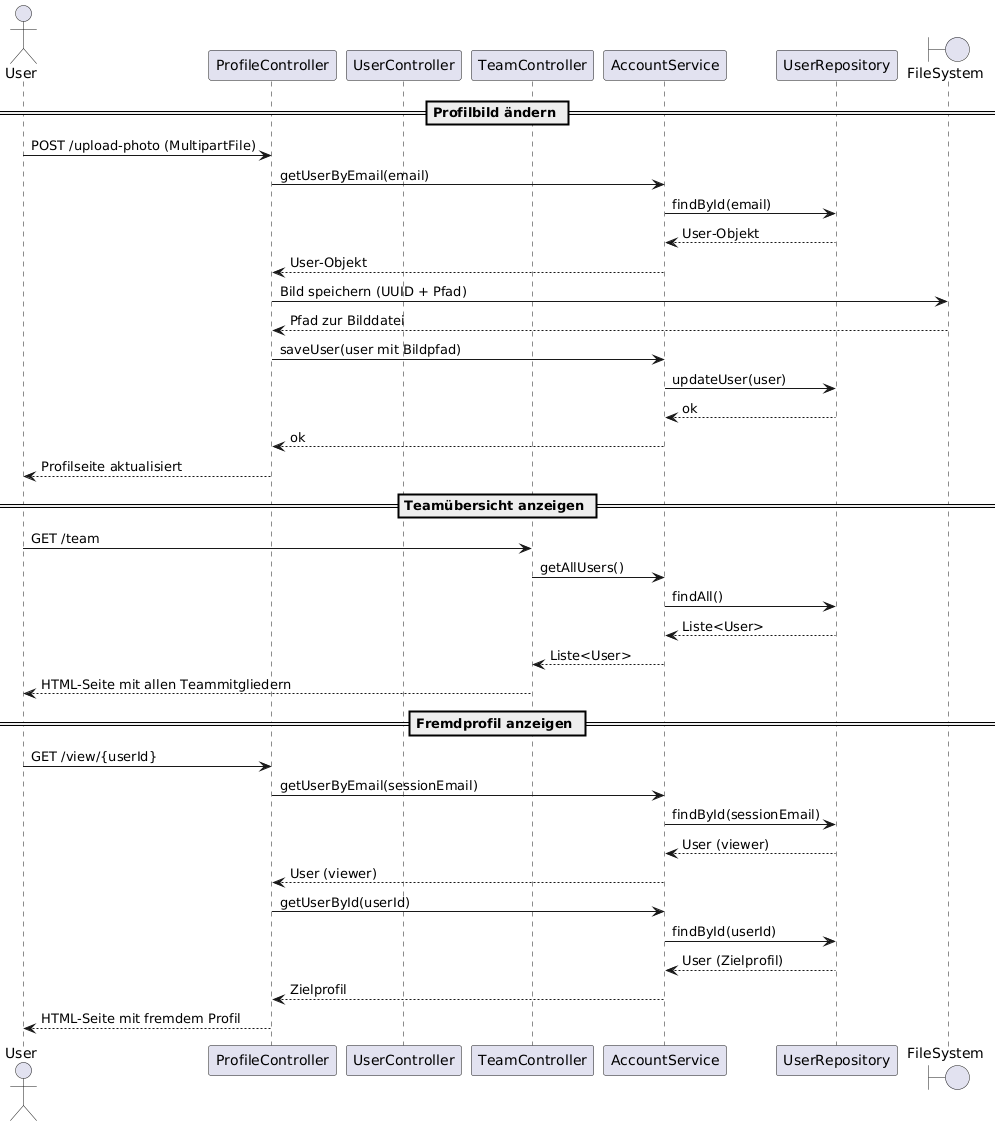 User
ProfileController
UserController
TeamController
AccountService
UserRepository
FileSystem
Profilbild ändern
POST /upload-photo (MultipartFile)
getUserByEmail(email)
findById(email)
User-Objekt
User-Objekt
Bild speichern (UUID + Pfad)
Pfad zur Bilddatei
saveUser(user mit Bildpfad)
updateUser(user)
ok
ok
Profilseite aktualisiert
Teamübersicht anzeigen
GET /team
getAllUsers()
findAll()
Liste<User>
Liste<User>
HTML-Seite mit allen Teammitgliedern
Fremdprofil anzeigen
GET /view/{userId}
getUserByEmail(sessionEmail)
findById(sessionEmail)
User (viewer)
User (viewer)
getUserById(userId)
findById(userId)
User (Zielprofil)
Zielprofil
HTML-Seite mit fremdem Profil
User
ProfileController
UserController
TeamController
AccountService
UserRepository
FileSystem